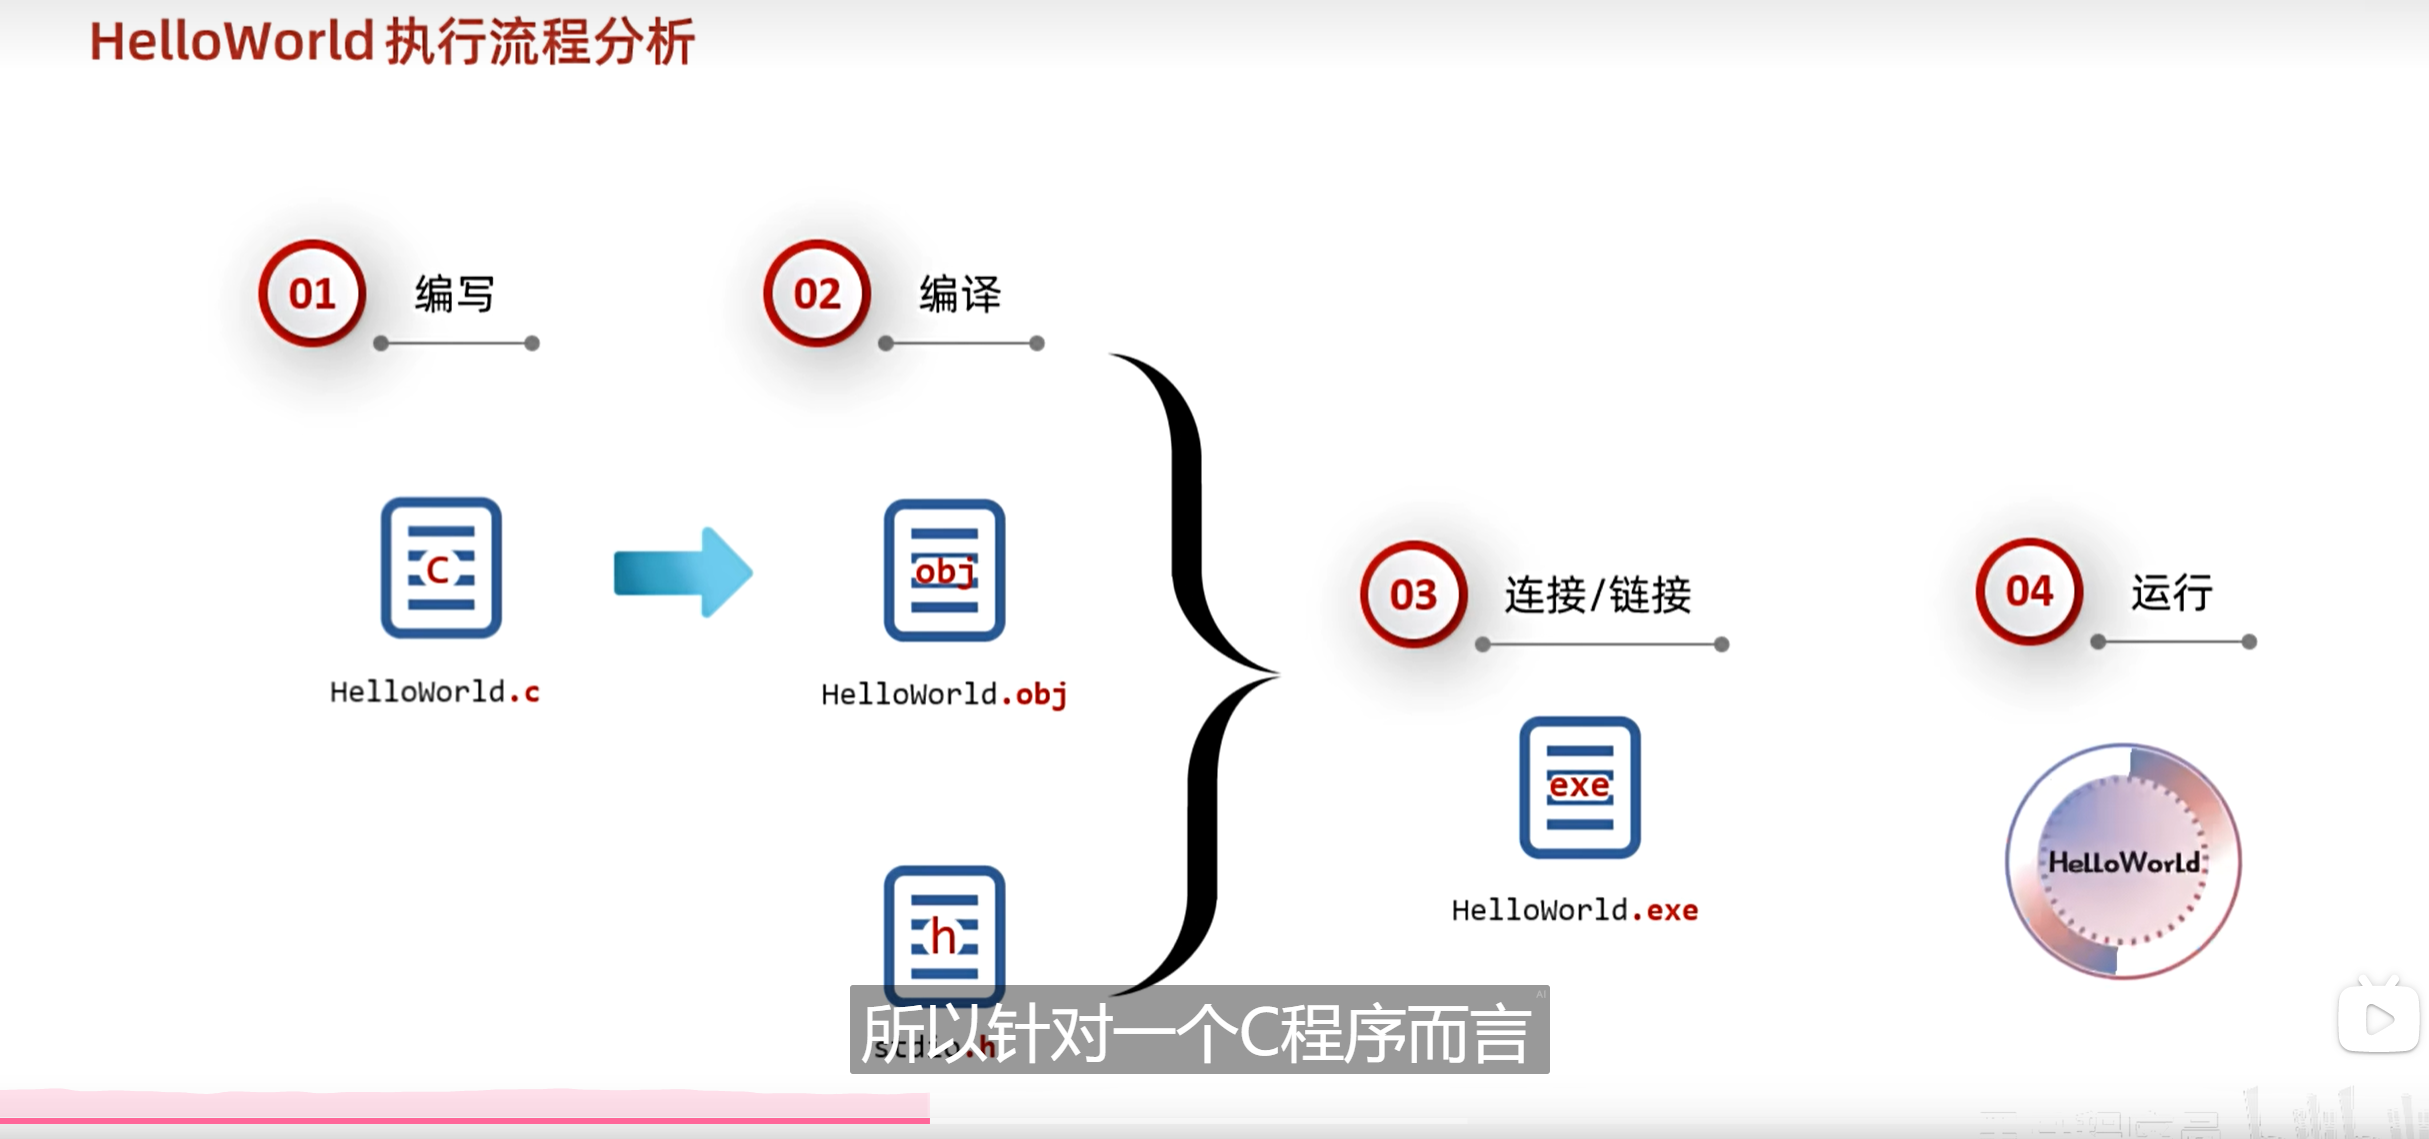 HelloWorld 执行流程分析
01 编写
02 编译
c
obj
HelloWorld.c
HelloWorld.obj
03 连接/链接
04 运行
exe
HelloWorld
HelloWorld.exe
h
stdio.h
所以针对一个C程序而言
AI